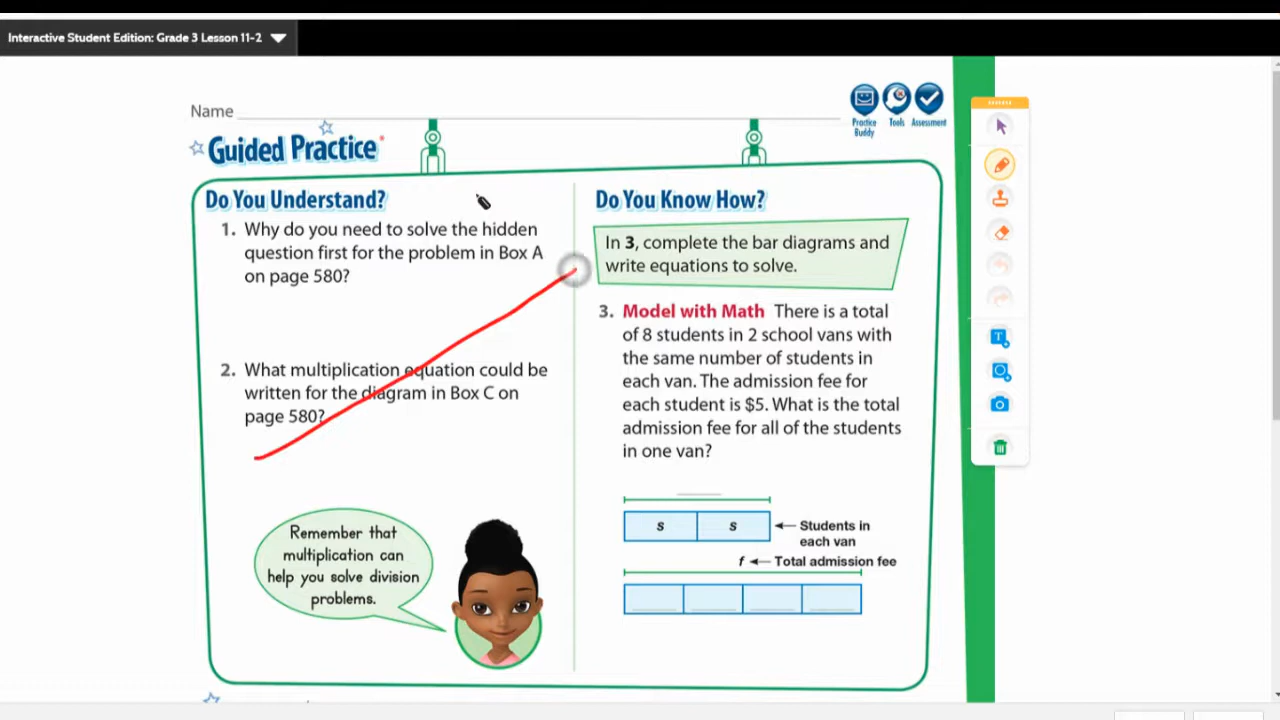 Interactive Student Edition: Grade 3 Lesson 11-2
Name
Practice
Buddy
Tools
Assessment
Guided Practice*
Do You Understand?
1. Why do you need to solve the hidden
question first for the problem in Box A
on page 580?
2. What multiplication equation could be
written for the diagram in Box C on
page 580?
Remember that
multiplication can
help you solve division
problems.
Do You Know How?
In 3, complete the bar diagrams and
write equations to solve.
3. Model with Math There is a total
of 8 students in 2 school vans with
the same number of students in
each van. The admission fee for
each student is $5. What is the total
admission fee for all of the students
in one van?
s s
Students in
each van
f Total admission fee
T